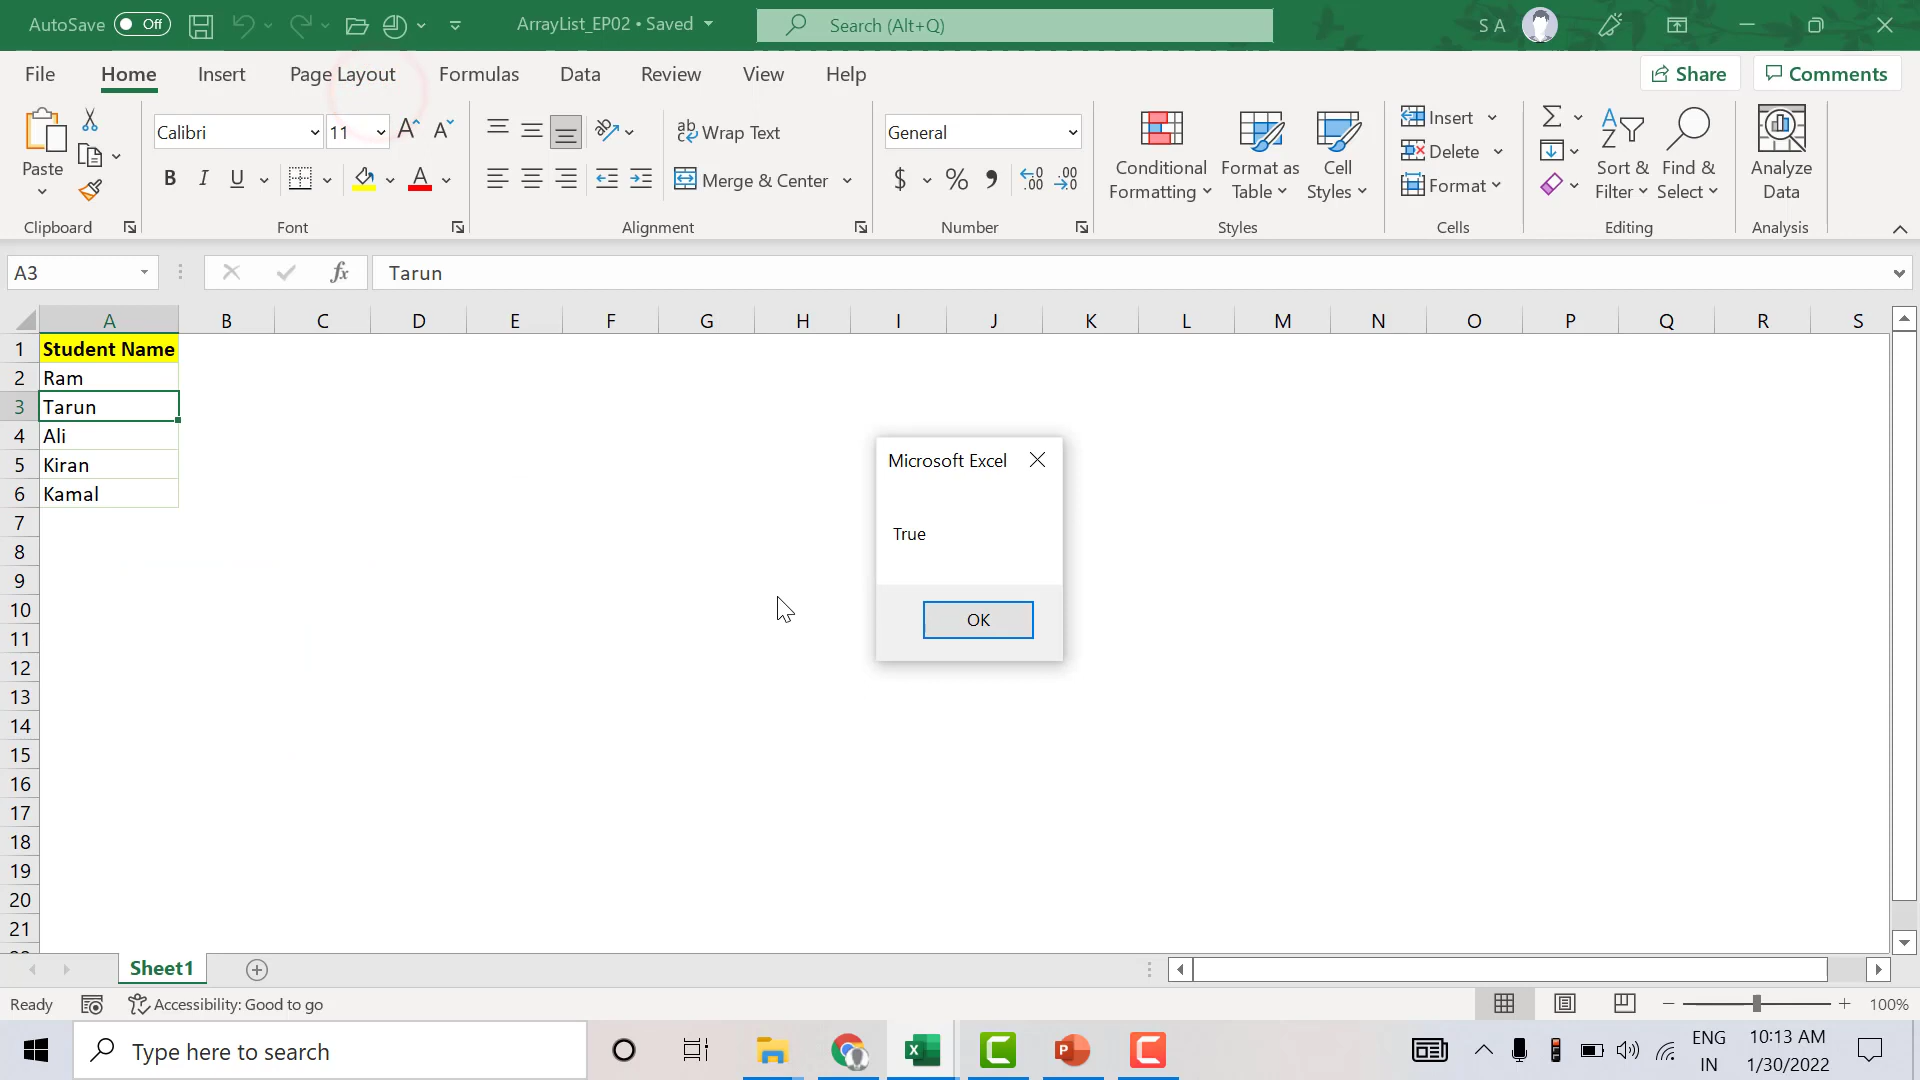 AutoSave Off ArrayList_EP02 • Saved Search (Alt+Q) S A
File Home Insert Page Layout Formulas Data Review View Help Share Comments
Paste Calibri 11 Wrap Text General Conditional Formatting Format as Table Cell Styles Insert Sort & Filter Find & Select Analyze Data
B I U Merge & Center $ % Delete
Format
Clipboard Font Alignment Number Styles Cells Editing Analysis
A3 fx Tarun
A B C D E F G H I J K L M N O P Q R S
1 Student Name
2 Ram
3 Tarun
4 Ali
5 Kiran
6 Kamal
7
8
9
10
11
12
13
14
15
16
17
18
19
20
21
Microsoft Excel
True
OK
Sheet1
Ready Accessibility: Good to go 100%
Type here to search ENG 10:13 AM
IN 1/30/2022